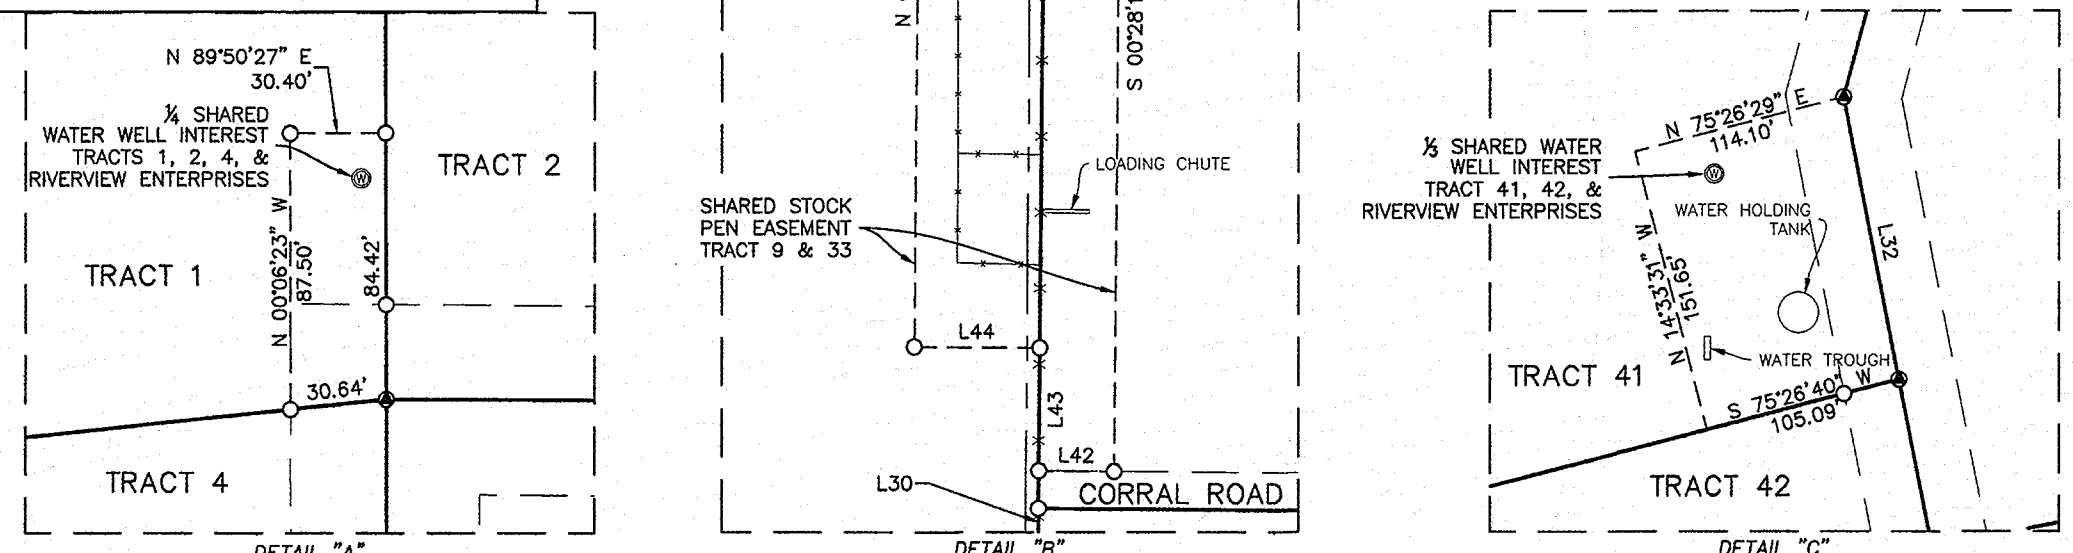 N 89°50'27" E
30.40'
¼ SHARED
WATER WELL INTEREST
TRACTS 1, 2, 4, &
RIVERVIEW ENTERPRISES
W
TRACT 2
TRACT 1
N 00°06'23" W
87.50'
84.42'
30.64'
TRACT 4
DETAIL "A"
N
S 00°28'1
LOADING CHUTE
SHARED STOCK
PEN EASEMENT
TRACT 9 & 33
L44
L43
L42
L30
CORRAL ROAD
DETAIL "B"
N 75°26'29" E
114.10'
⅓ SHARED WATER
WELL INTEREST
TRACT 41, 42, &
RIVERVIEW ENTERPRISES
W
WATER HOLDING
TANK
L32
N 14°33'31" W
151.65'
WATER TROUGH
TRACT 41
S 75°26'40" W
105.09'
TRACT 42
DETAIL "C"